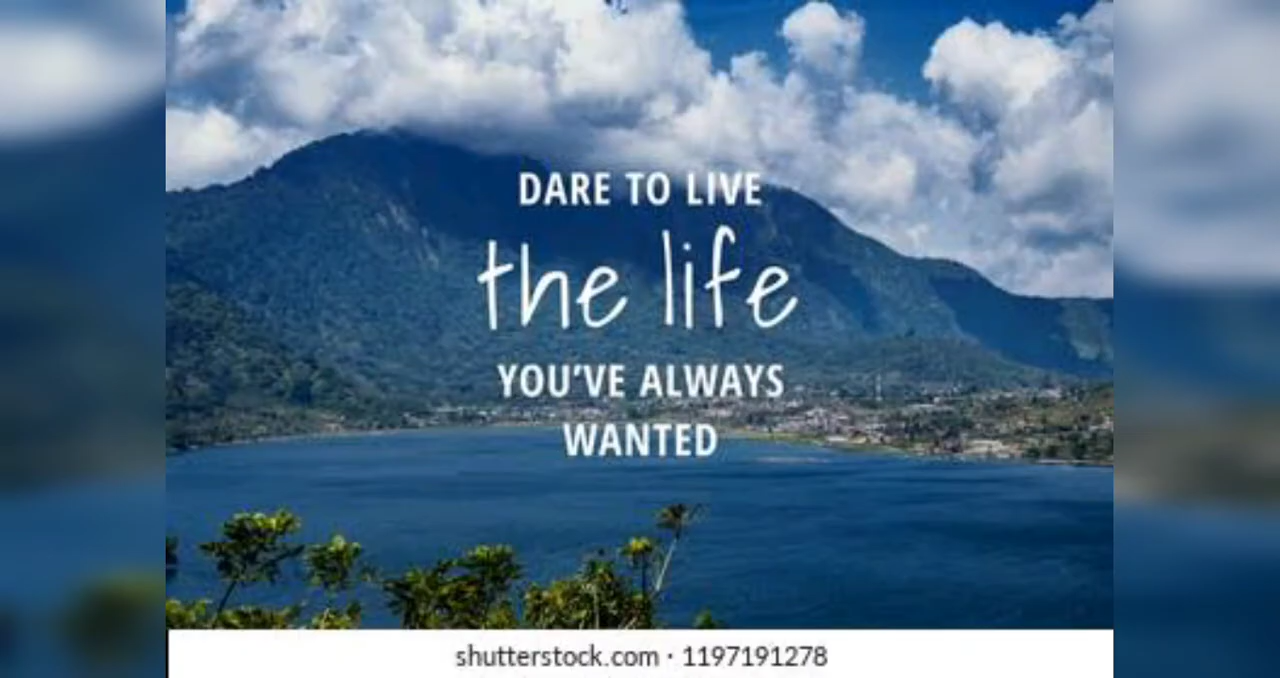 DARE TO LIVE
the life
YOU'VE ALWAYS
WANTED
shutterstock.com · 1197191278